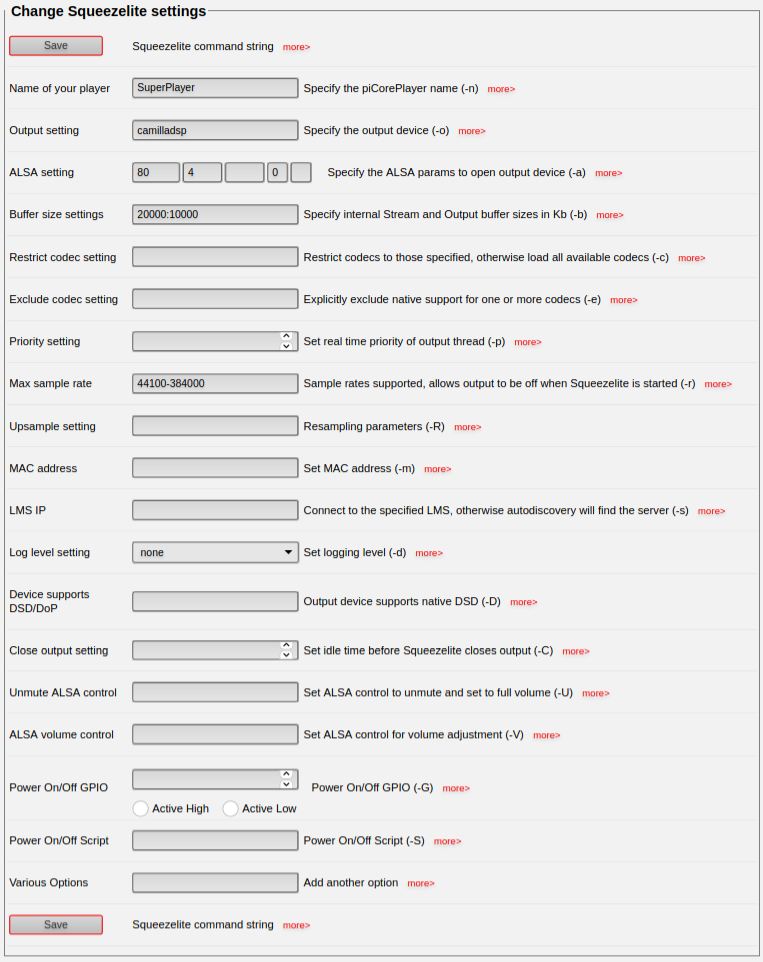 Change Squeezelite settings
Save Squeezelite command string more>
Name of your player SuperPlayer Specify the piCorePlayer name (-n) more>
Output setting camilladsp Specify the output device (-o) more>
ALSA setting 80 4 0 Specify the ALSA params to open output device (-a) more>
Buffer size settings 20000:10000 Specify internal Stream and Output buffer sizes in Kb (-b) more>
Restrict codec setting Restrict codecs to those specified, otherwise load all available codecs (-c) more>
Exclude codec setting Explicitly exclude native support for one or more codecs (-e) more>
Priority setting Set real time priority of output thread (-p) more>
Max sample rate 44100-384000 Sample rates supported, allows output to be off when Squeezelite is started (-r) more>
Upsample setting Resampling parameters (-R) more>
MAC address Set MAC address (-m) more>
LMS IP Connect to the specified LMS, otherwise autodiscovery will find the server (-s) more>
Log level setting none Set logging level (-d) more>
Device supports
DSD/DoP Output device supports native DSD (-D) more>
Close output setting Set idle time before Squeezelite closes output (-C) more>
Unmute ALSA control Set ALSA control to unmute and set to full volume (-U) more>
ALSA volume control Set ALSA control for volume adjustment (-V) more>
Power On/Off GPIO Power On/Off GPIO (-G) more>
Active High Active Low
Power On/Off Script Power On/Off Script (-S) more>
Various Options Add another option more>
Save Squeezelite command string more>